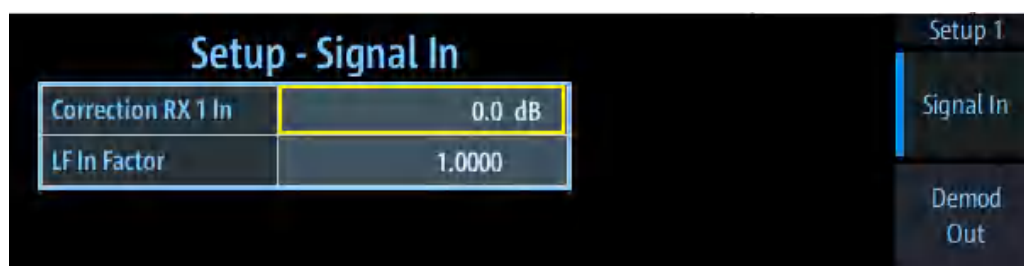 Setup - Signal In
Correction RX 1 In 0.0 dB
LF In Factor 1.0000
Setup 1
Signal In
Demod
Out